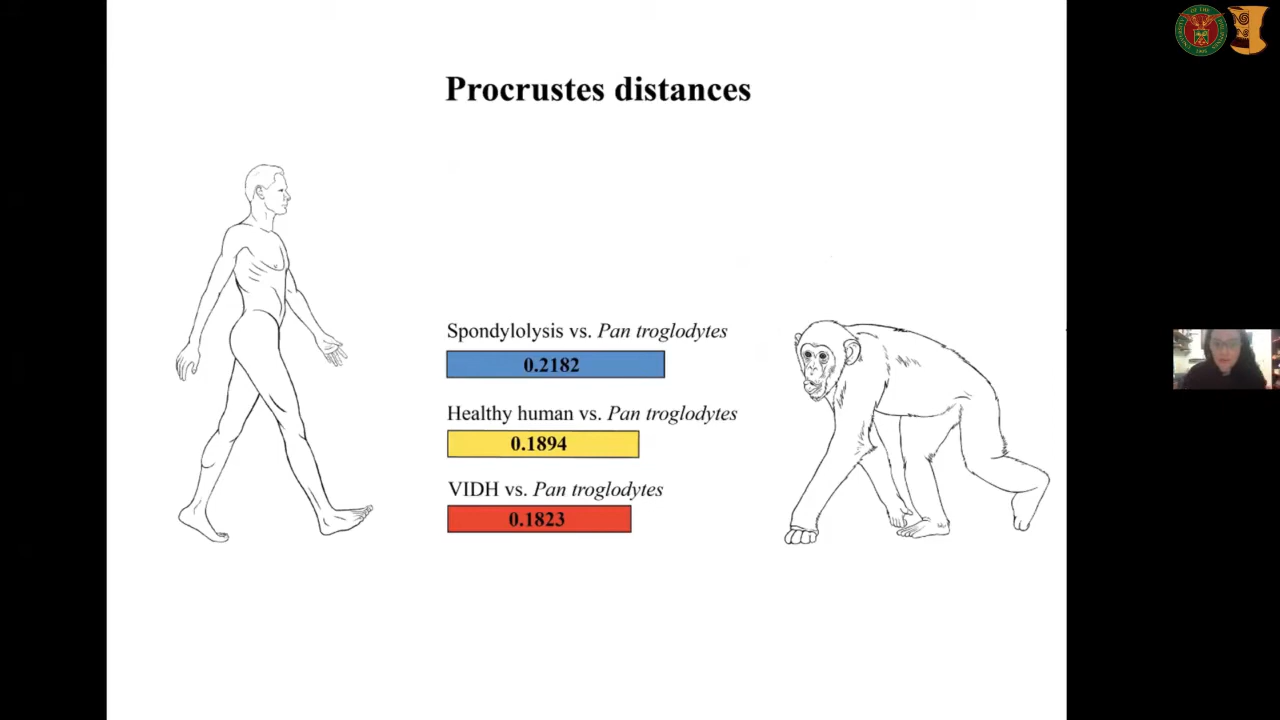 Procrustes distances
Spondylolysis vs. Pan troglodytes
0.2182
Healthy human vs. Pan troglodytes
0.1894
VIDH vs. Pan troglodytes
0.1823